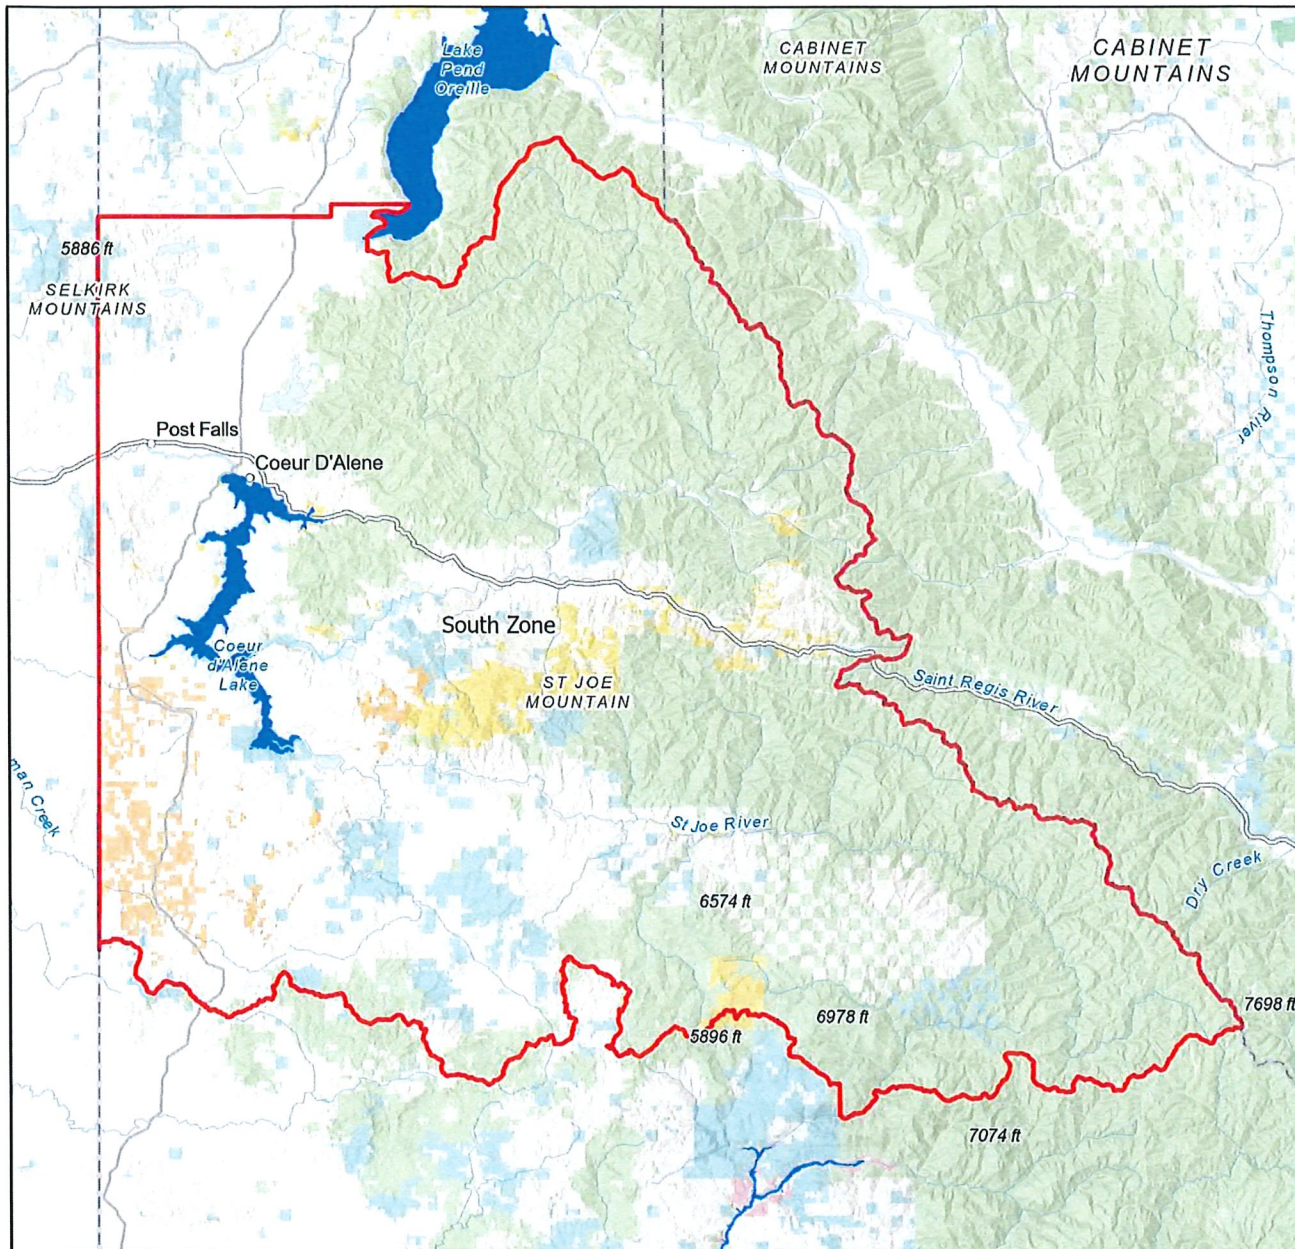 Lake
Pend
Oreille
CABINET
MOUNTAINS
CABINET
MOUNTAINS
5886 ft
SELKIRK
MOUNTAINS
Thompson River
Post Falls
Coeur D'Alene
South Zone
Coeur
d'Alene
Lake
ST JOE
MOUNTAIN
Saint Regis River
man Creek
St Joe River
Dry Creek
6574 ft
7698 ft
6978 ft
5896 ft
7074 ft